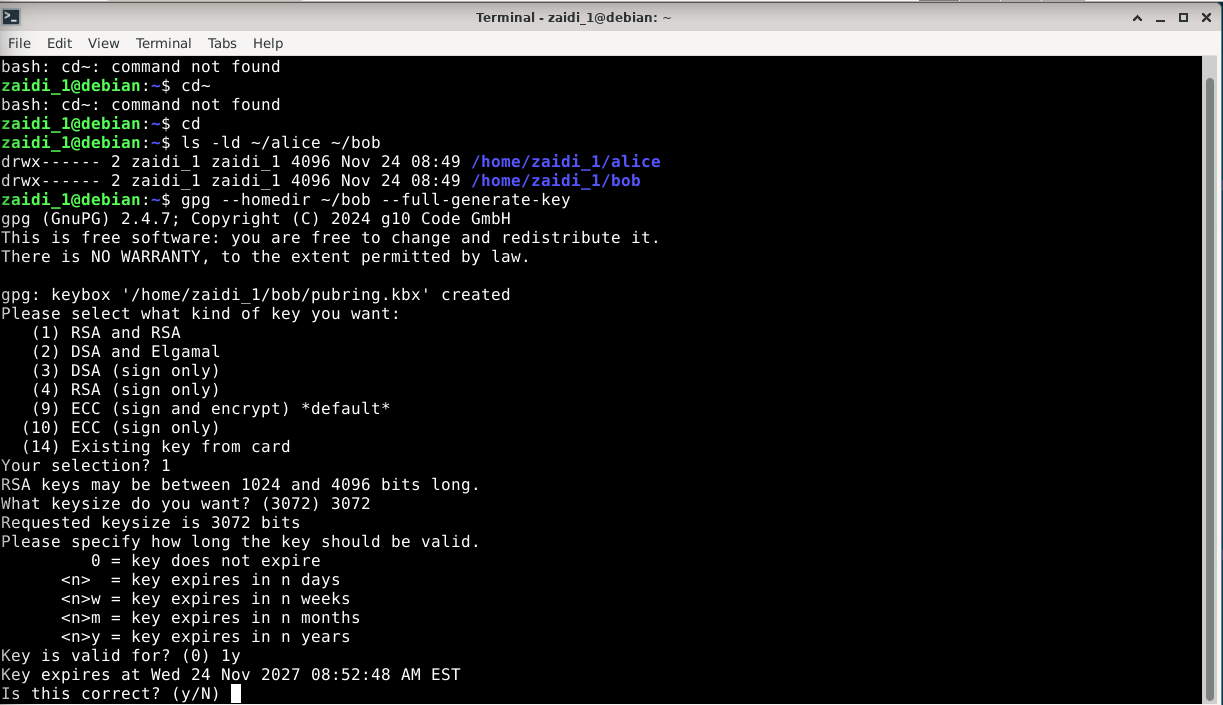 Terminal - zaidi_1@debian: ~
File Edit View Terminal Tabs Help
bash: cd~: command not found
zaidi_1@debian:~$ cd~
bash: cd~: command not found
zaidi_1@debian:~$ cd
zaidi_1@debian:~$ ls -ld ~/alice ~/bob
drwx------ 2 zaidi_1 zaidi_1 4096 Nov 24 08:49 /home/zaidi_1/alice
drwx------ 2 zaidi_1 zaidi_1 4096 Nov 24 08:49 /home/zaidi_1/bob
zaidi_1@debian:~$ gpg --homedir ~/bob --full-generate-key
gpg (GnuPG) 2.4.7; Copyright (C) 2024 g10 Code GmbH
This is free software: you are free to change and redistribute it.
There is NO WARRANTY, to the extent permitted by law.

gpg: keybox '/home/zaidi_1/bob/pubring.kbx' created
Please select what kind of key you want:
   (1) RSA and RSA
   (2) DSA and Elgamal
   (3) DSA (sign only)
   (4) RSA (sign only)
   (9) ECC (sign and encrypt) *default*
  (10) ECC (sign only)
  (14) Existing key from card
Your selection? 1
RSA keys may be between 1024 and 4096 bits long.
What keysize do you want? (3072) 3072
Requested keysize is 3072 bits
Please specify how long the key should be valid.
         0 = key does not expire
      <n>  = key expires in n days
      <n>w = key expires in n weeks
      <n>m = key expires in n months
      <n>y = key expires in n years
Key is valid for? (0) 1y
Key expires at Wed 24 Nov 2027 08:52:48 AM EST
Is this correct? (y/N)